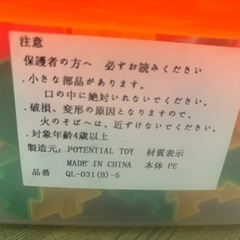 注意
保護者の方へ 必ずお読みください
・小さな部品があります。
口の中に絶対いれないでください。
・破損、変形の原因となりますので、
火のそばへは、近ずけないでください。
・対象年齢4歳以上
製造元:POTENTIAL TOY 材質表示
MADE IN CHINA 本体 PE
品番 QL-031(B)-5